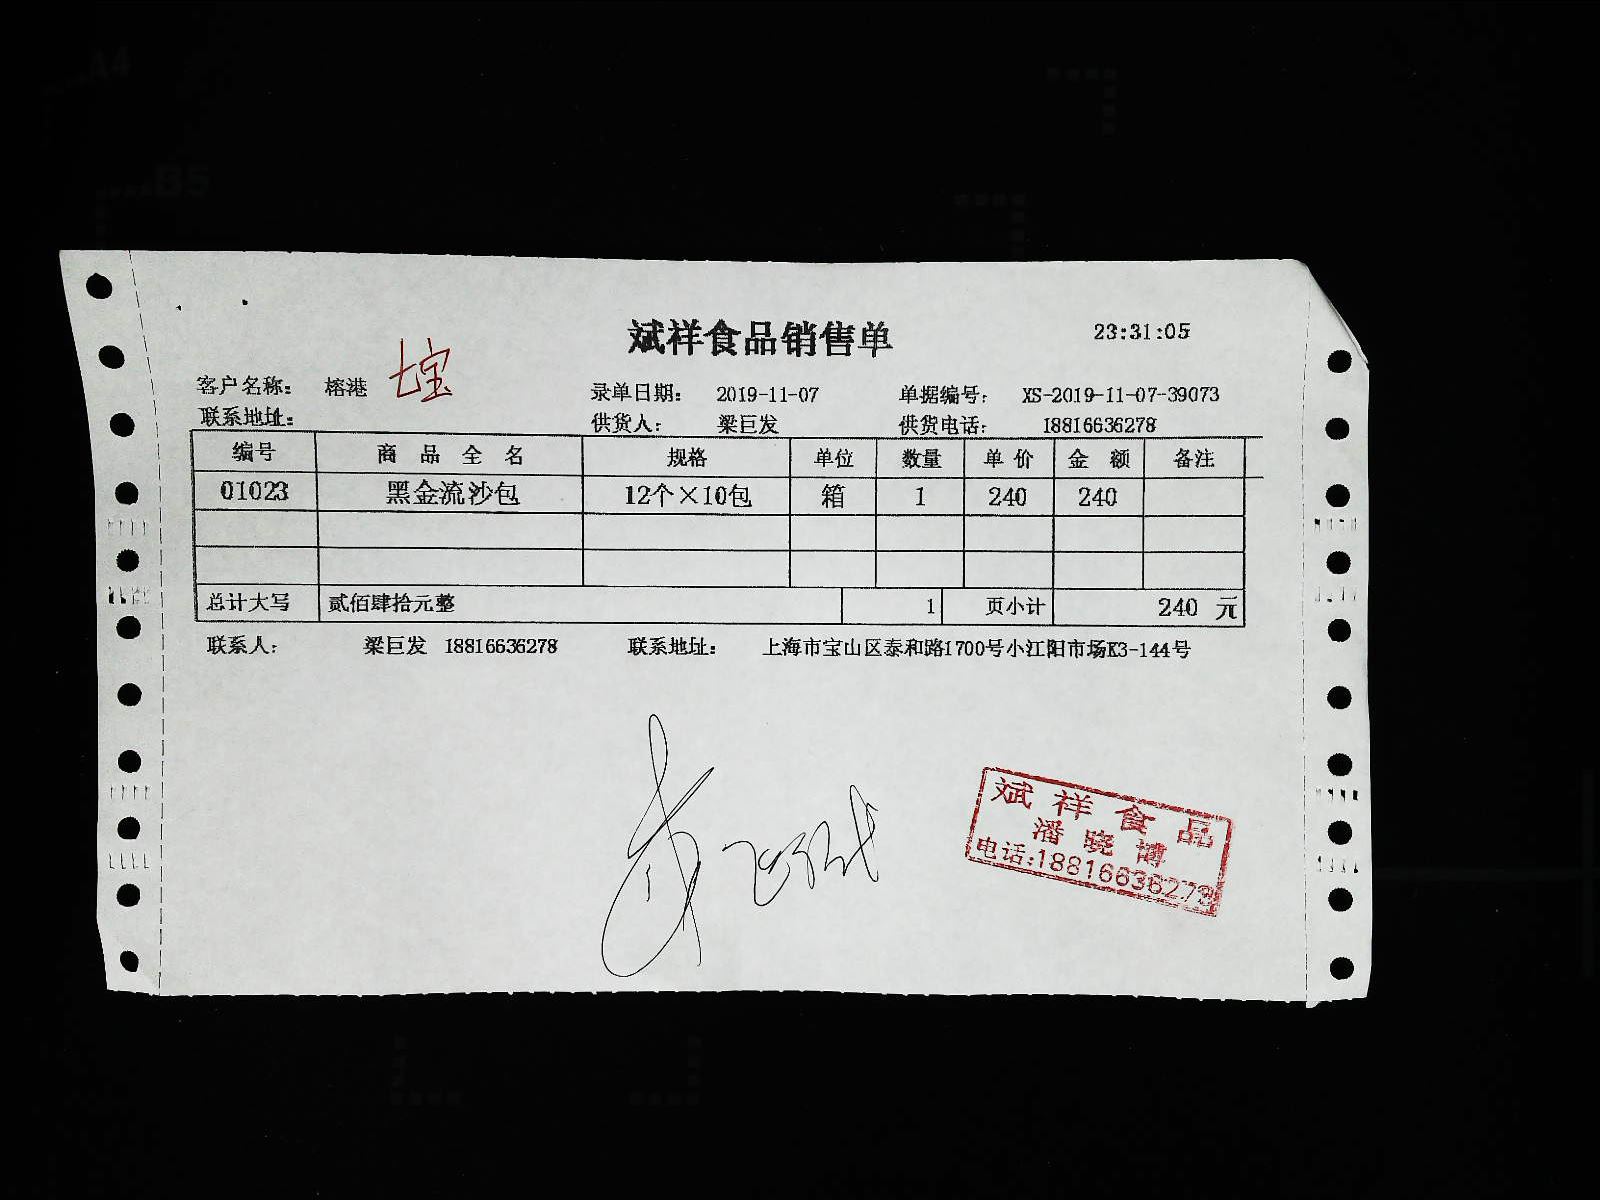 A4
B5
斌祥食品销售单
23:31:05
客户名称: 榕港 七宝 录单日期: 2019-11-07 单据编号: XS-2019-11-07-39073
联系地址: 供货人: 梁巨发 供货电话: 18816636278
编号 商品全名 规格 单位 数量 单价 金额 备注
01023 黑金流沙包 12个×10包 箱 1 240 240
总计大写 贰佰肆拾元整 1 页小计 240 元
联系人: 梁巨发 18816636278 联系地址: 上海市宝山区泰和路1700号小江阳市场K3-144号
斌祥食品
潘晓博
电话:18816636278